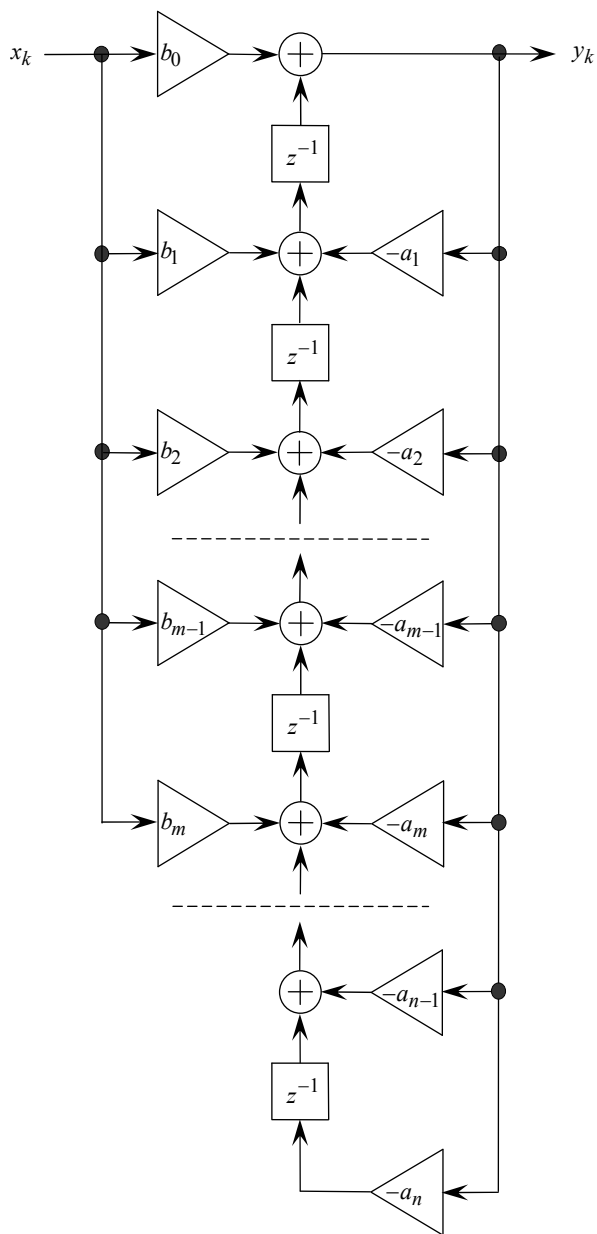 x_k b_0 + y_k
z^{-1}
b_1 + -a_1
z^{-1}
b_2 + -a_2
b_{m-1} + -a_{m-1}
z^{-1}
b_m + -a_m
+ -a_{n-1}
z^{-1}
-a_n